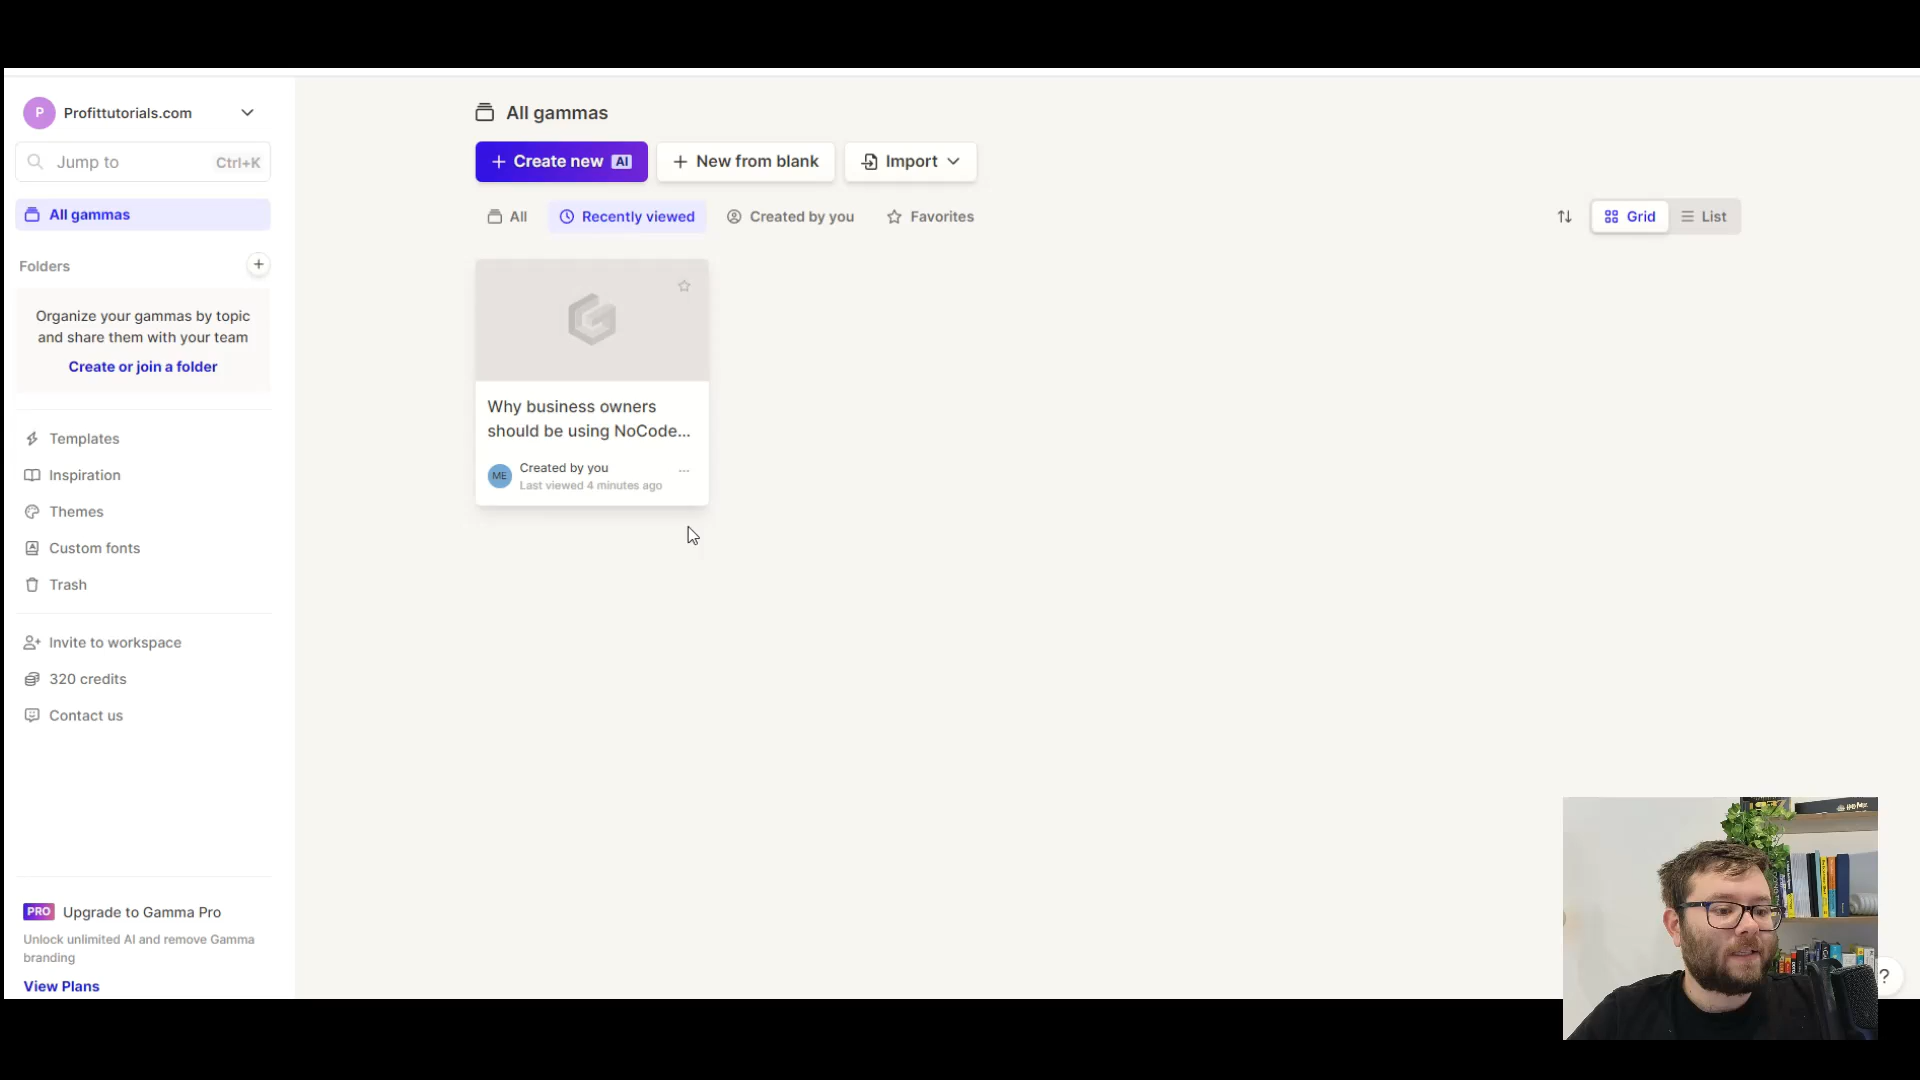 P Profittutorials.com
Jump to Ctrl+K
All gammas
Folders +
Organize your gammas by topic
and share them with your team
Create or join a folder
Templates
Inspiration
Themes
Custom fonts
Trash
Invite to workspace
320 credits
Contact us
PRO Upgrade to Gamma Pro
Unlock unlimited AI and remove Gamma
branding
View Plans
All gammas
+ Create new AI + New from blank Import
All Recently viewed Created by you Favorites
Grid List
Why business owners
should be using NoCode...
ME Created by you ...
Last viewed 4 minutes ago
?